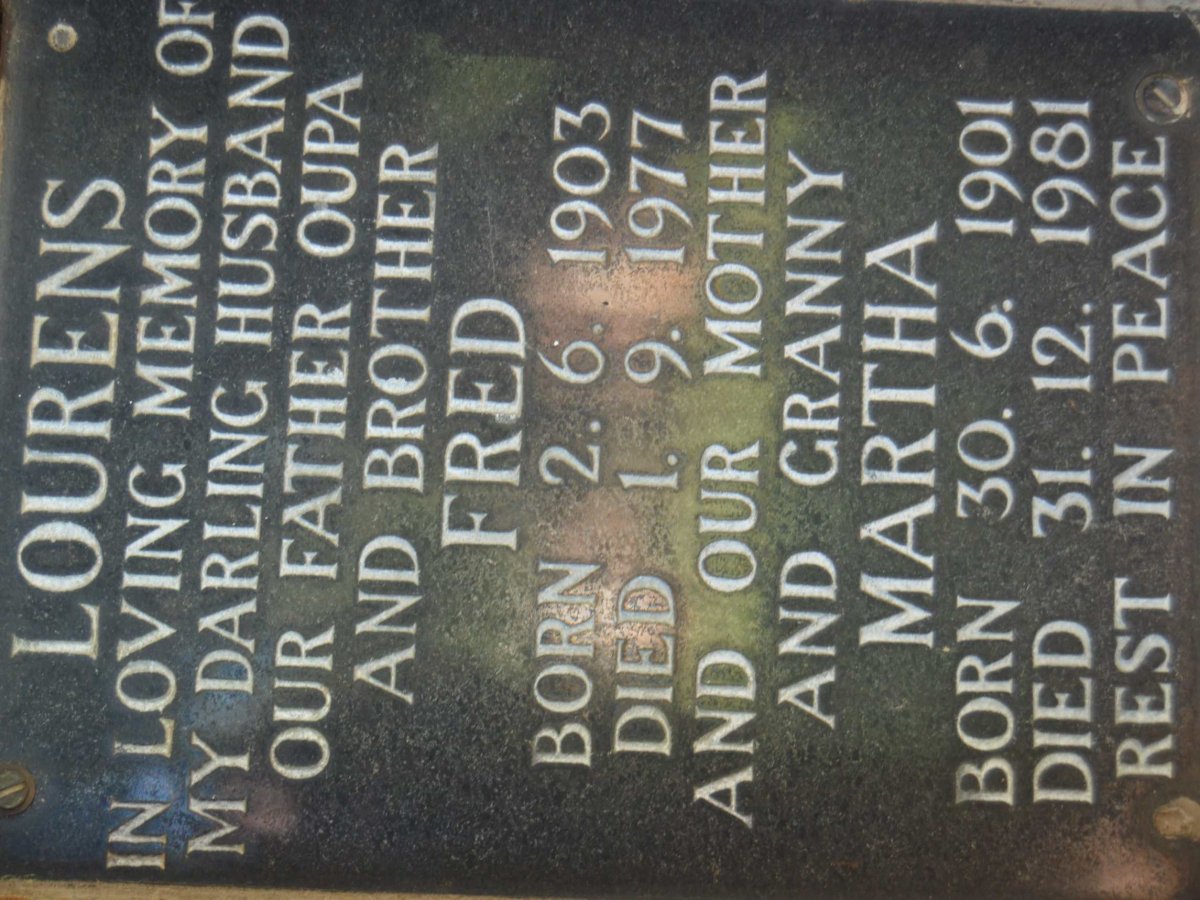 LOURENS
IN LOVING MEMORY OF
MY DARLING HUSBAND
OUR FATHER OUPA
AND BROTHER
FRED
BORN 2. 6. 1903
DIED 1. 9. 1977
AND OUR MOTHER
AND GRANNY
MARTHA
BORN 30. 6. 1901
DIED 31. 12. 1981
REST IN PEACE